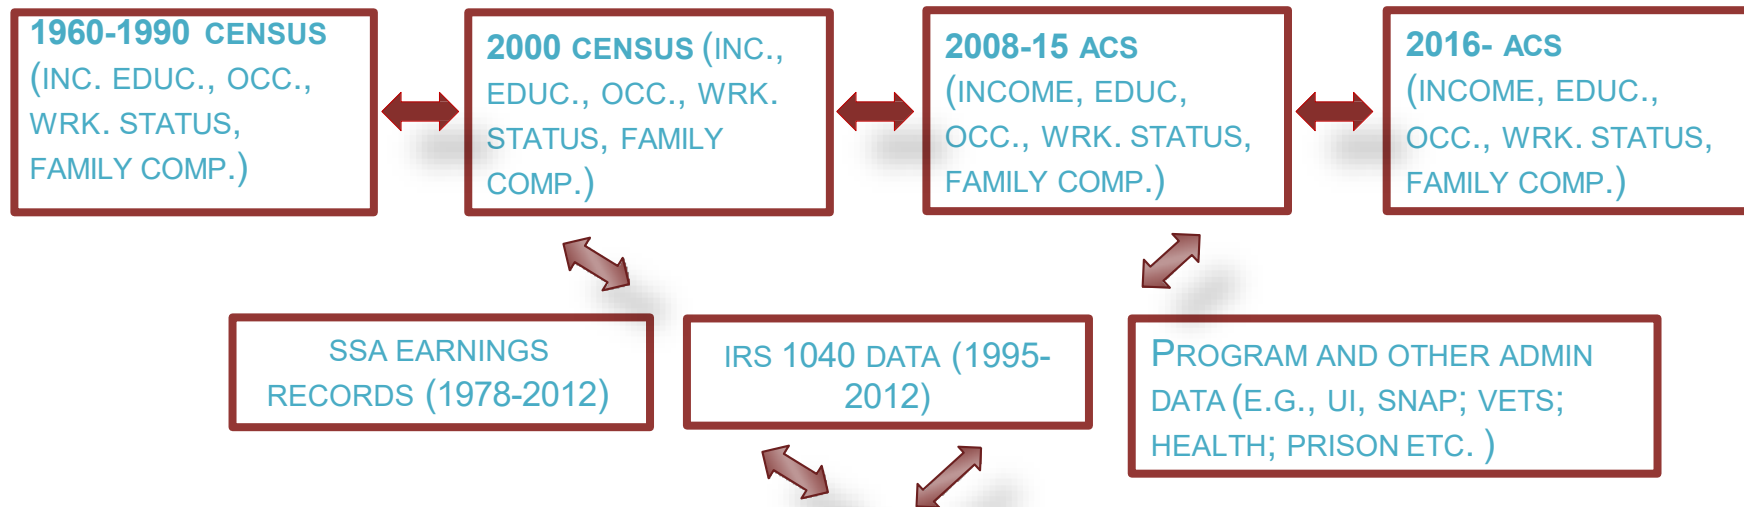 1960-1990 CENSUS
(INC. EDUC., OCC.,
WRK. STATUS,
FAMILY COMP.)
2000 CENSUS (INC.,
EDUC., OCC., WRK.
STATUS, FAMILY
COMP.)
2008-15 ACS
(INCOME, EDUC,
OCC., WRK. STATUS,
FAMILY COMP.)
2016- ACS
(INCOME, EDUC.,
OCC., WRK. STATUS,
FAMILY COMP.)
SSA EARNINGS
RECORDS (1978-2012)
IRS 1040 DATA (1995-
2012)
PROGRAM AND OTHER ADMIN
DATA (E.G., UI, SNAP; VETS;
HEALTH; PRISON ETC. )